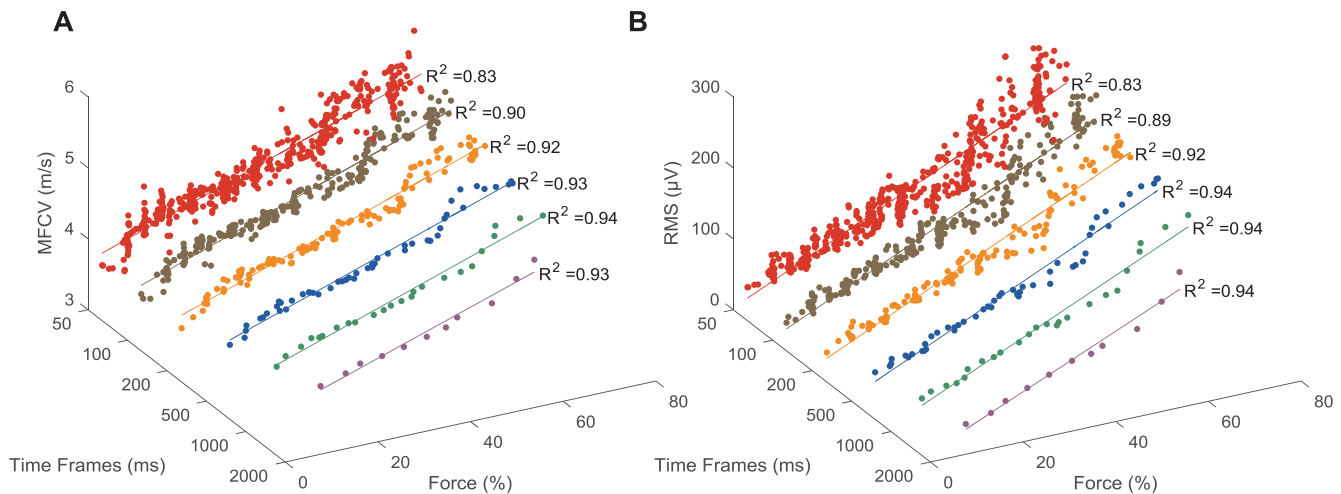 A
6
5
4
3
MFCV (m/s)
R² =0.83
R² =0.90
R² =0.92
R² =0.93
R² =0.94
R² =0.93
50
100
200
500
1000
2000
Time Frames (ms)
0
20
40
60
80
Force (%)
B
300
200
100
0
RMS (µV)
R² =0.83
R² =0.89
R² =0.92
R² =0.94
R² =0.94
R² =0.94
50
100
200
500
1000
2000
Time Frames (ms)
0
20
40
60
80
Force (%)